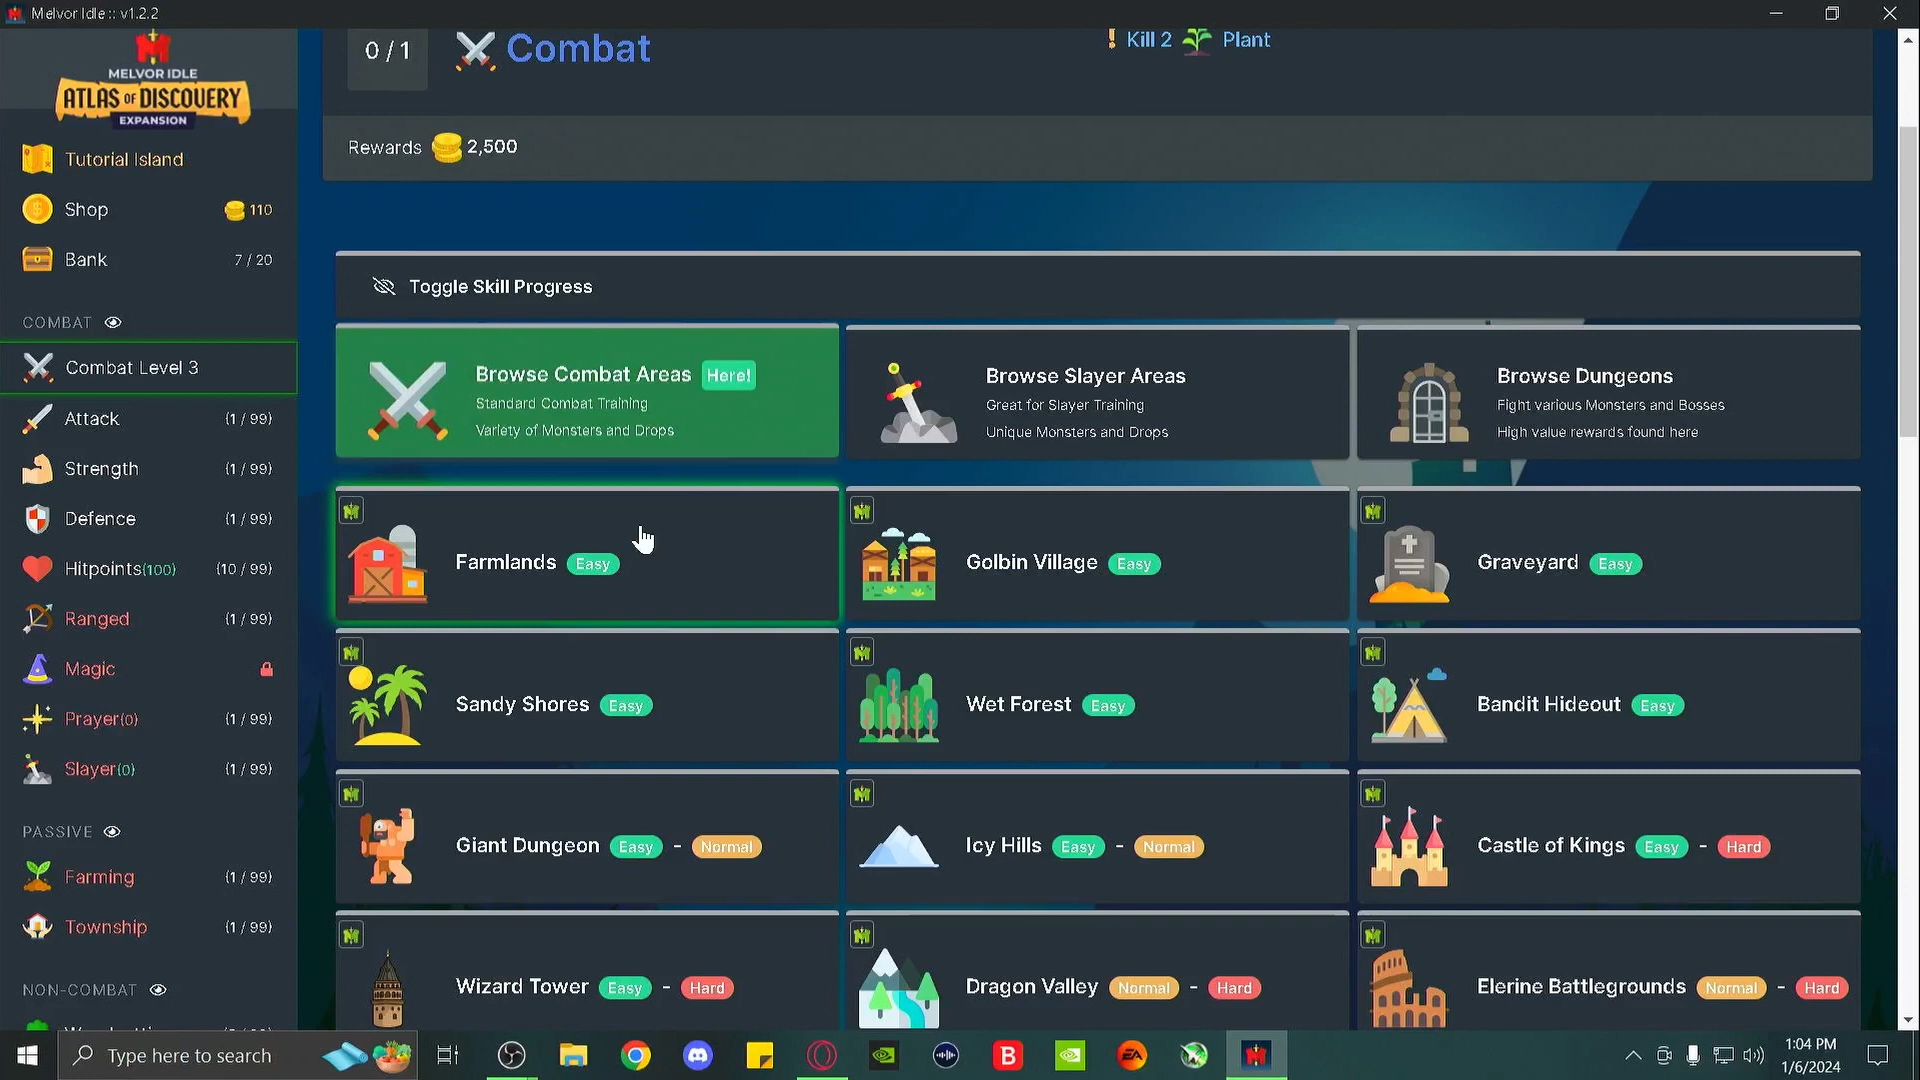 Melvor Idle :: v1.2.2
MELVOR IDLE
ATLAS OF DISCOVERY
EXPANSION
Tutorial Island
Shop 110
Bank 7 / 20
COMBAT
Combat Level 3
Attack (1 / 99)
Strength (1 / 99)
Defence (1 / 99)
Hitpoints(100) (10 / 99)
Ranged (1 / 99)
Magic
Prayer(0) (1 / 99)
Slayer(0) (1 / 99)
PASSIVE
Farming (1 / 99)
Township (1 / 99)
NON-COMBAT
0 / 1 Combat
Kill 2 Plant
Rewards 2,500
Toggle Skill Progress
Browse Combat Areas Here!
Standard Combat Training
Variety of Monsters and Drops
Browse Slayer Areas
Great for Slayer Training
Unique Monsters and Drops
Browse Dungeons
Fight various Monsters and Bosses
High value rewards found here
Farmlands Easy
Golbin Village Easy
Graveyard Easy
Sandy Shores Easy
Wet Forest Easy
Bandit Hideout Easy
Giant Dungeon Easy - Normal
Icy Hills Easy - Normal
Castle of Kings Easy - Hard
Wizard Tower Easy - Hard
Dragon Valley Normal - Hard
Elerine Battlegrounds Normal - Hard
Type here to search
1:04 PM
1/6/2024